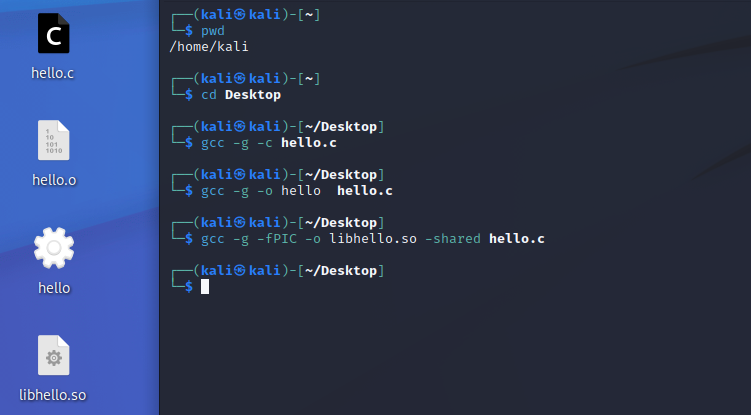 C
hello.c
1
10
101
1010
hello.o
hello
libhello.so
┌──(kali㉿kali)-[~]
└─$ pwd
/home/kali
┌──(kali㉿kali)-[~]
└─$ cd Desktop
┌──(kali㉿kali)-[~/Desktop]
└─$ gcc -g -c hello.c
┌──(kali㉿kali)-[~/Desktop]
└─$ gcc -g -o hello  hello.c
┌──(kali㉿kali)-[~/Desktop]
└─$ gcc -g -fPIC -o libhello.so -shared hello.c
┌──(kali㉿kali)-[~/Desktop]
└─$